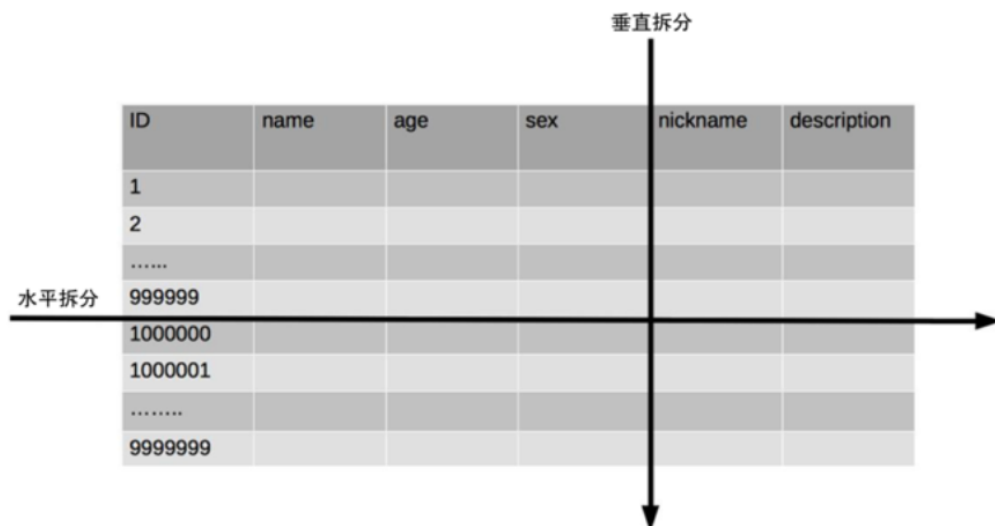 垂直拆分
ID name age sex nickname description
1
2
......
999999
水平拆分
1000000
1000001
........
9999999